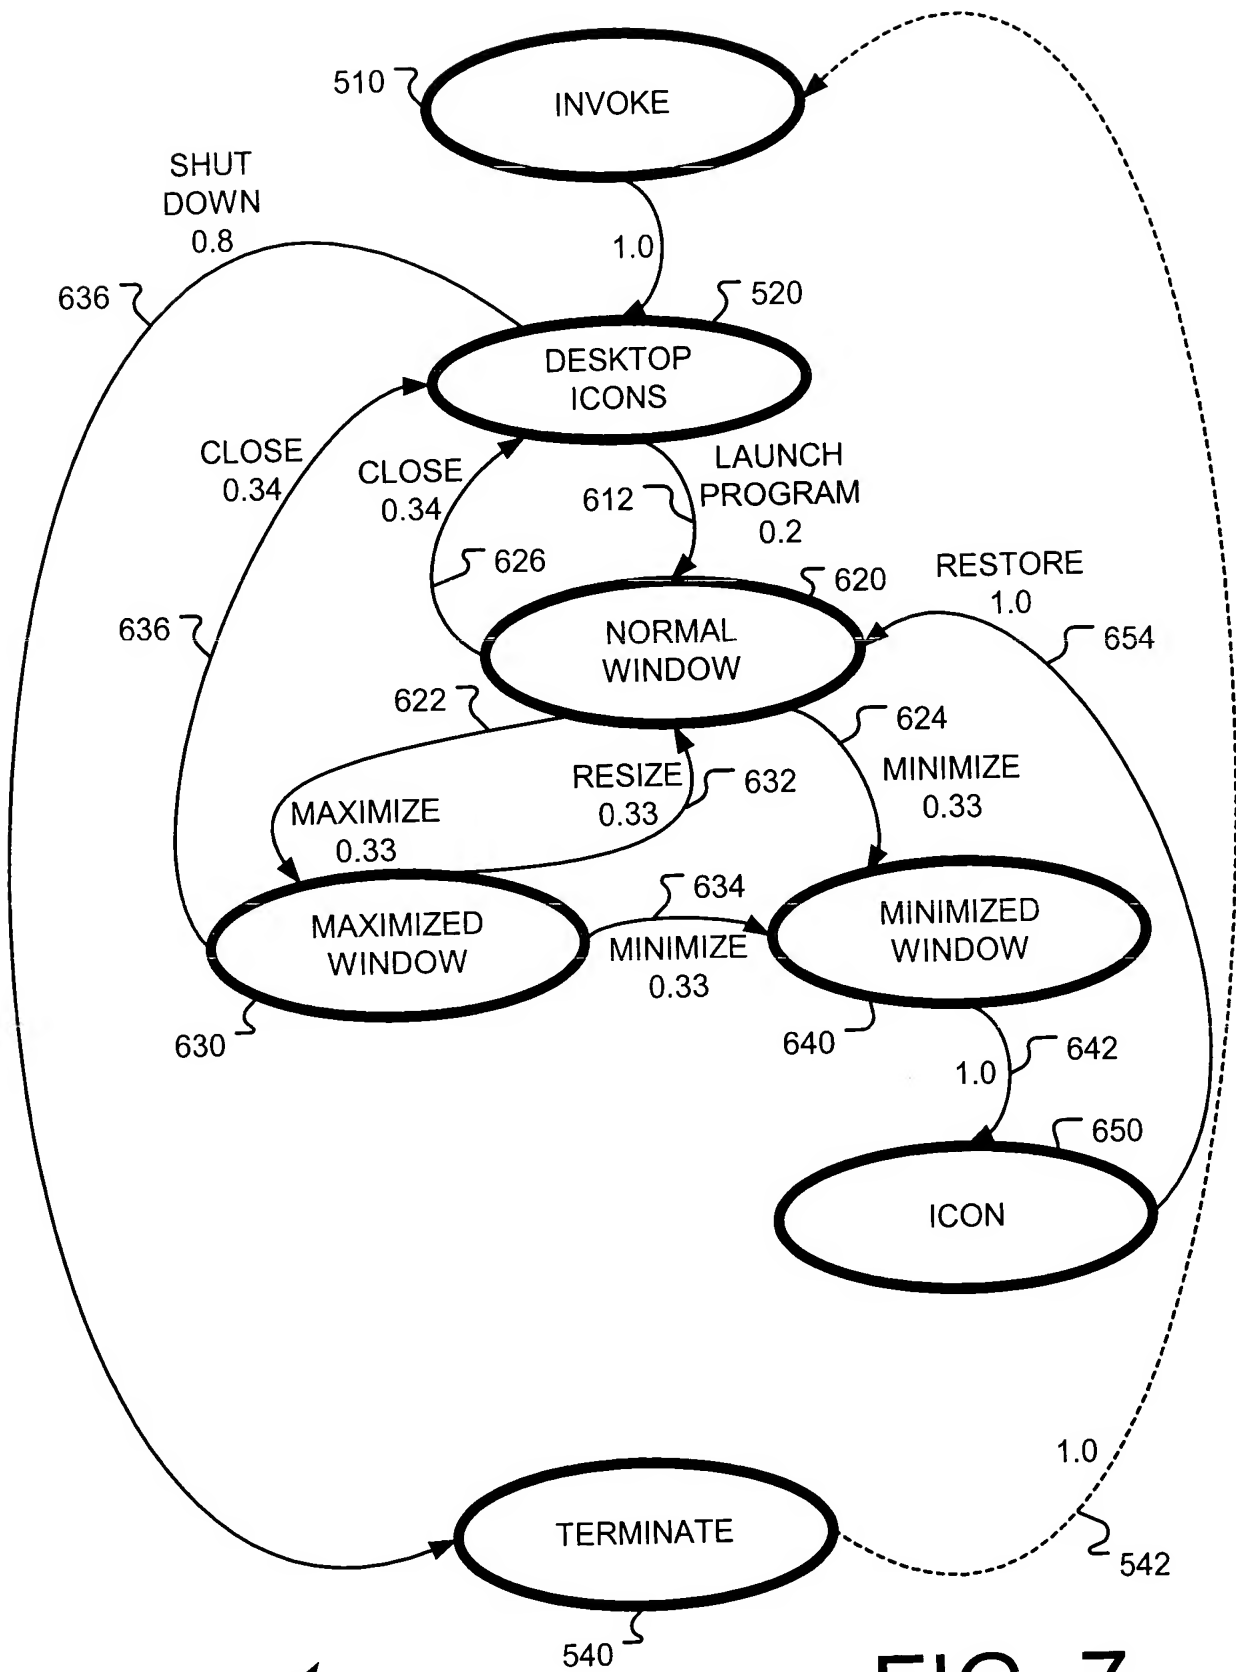 510
INVOKE
SHUT
DOWN
0.8
1.0
636
520
DESKTOP
ICONS
CLOSE
0.34
CLOSE
0.34
LAUNCH
PROGRAM
0.2
612
626
620
RESTORE
1.0
636
NORMAL
WINDOW
654
622
624
RESIZE
0.33
632
MINIMIZE
0.33
MAXIMIZE
0.33
634
MAXIMIZED
WINDOW
MINIMIZE
0.33
MINIMIZED
WINDOW
630
640
642
1.0
650
ICON
1.0
TERMINATE
542
540
FIG. 7